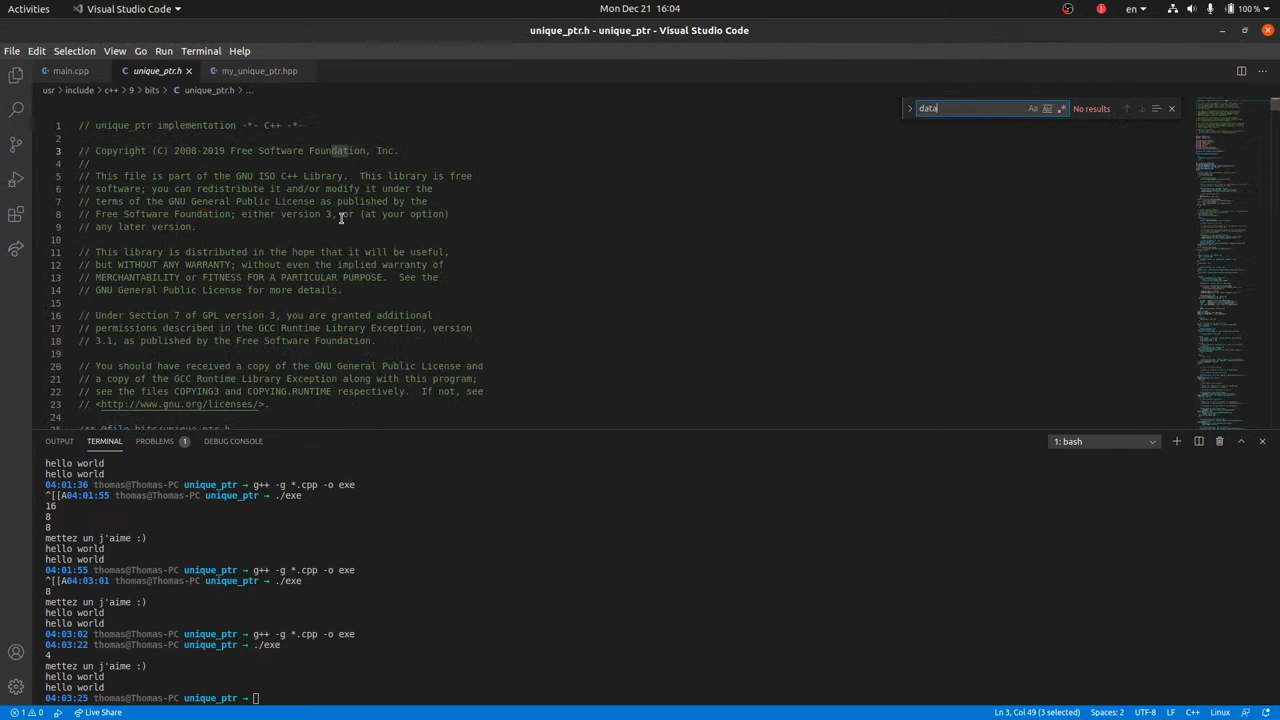 Activities
Visual Studio Code
Mon Dec 21 16:04
en
100 %
unique_ptr.h - unique_ptr - Visual Studio Code
File Edit Selection View Go Run Terminal Help
main.cpp
unique_ptr.h
my_unique_ptr.hpp
usr > include > c++ > 9 > bits > unique_ptr.h > ...
data
Aa
No results
1 // unique_ptr implementation -*- C++ -*-
2
3 // Copyright (C) 2008-2019 Free Software Foundation, Inc.
4 //
5 // This file is part of the GNU ISO C++ Library.  This library is free
6 // software; you can redistribute it and/or modify it under the
7 // terms of the GNU General Public License as published by the
8 // Free Software Foundation; either version 3, or (at your option)
9 // any later version.
10
11 // This library is distributed in the hope that it will be useful,
12 // but WITHOUT ANY WARRANTY; without even the implied warranty of
13 // MERCHANTABILITY or FITNESS FOR A PARTICULAR PURPOSE.  See the
14 // GNU General Public License for more details.
15
16 // Under Section 7 of GPL version 3, you are granted additional
17 // permissions described in the GCC Runtime Library Exception, version
18 // 3.1, as published by the Free Software Foundation.
19
20 // You should have received a copy of the GNU General Public License and
21 // a copy of the GCC Runtime Library Exception along with this program;
22 // see the files COPYING3 and COPYING.RUNTIME respectively.  If not, see
23 // <http://www.gnu.org/licenses/>.
24
25 /** @file bits/unique_ptr.h
OUTPUT TERMINAL PROBLEMS 1 DEBUG CONSOLE
1: bash
hello world
hello world
04:01:36 thomas@Thomas-PC unique_ptr → g++ -g *.cpp -o exe
^[[A04:01:55 thomas@Thomas-PC unique_ptr → ./exe
16
8
8
mettez un j'aime :)
hello world
hello world
04:01:55 thomas@Thomas-PC unique_ptr → g++ -g *.cpp -o exe
^[[A04:03:01 thomas@Thomas-PC unique_ptr → ./exe
8
mettez un j'aime :)
hello world
hello world
04:03:02 thomas@Thomas-PC unique_ptr → g++ -g *.cpp -o exe
04:03:22 thomas@Thomas-PC unique_ptr → ./exe
4
mettez un j'aime :)
hello world
hello world
04:03:25 thomas@Thomas-PC unique_ptr →
1 0 Live Share
Ln 3, Col 49 (3 selected) Spaces: 2 UTF-8 LF C++ Linux